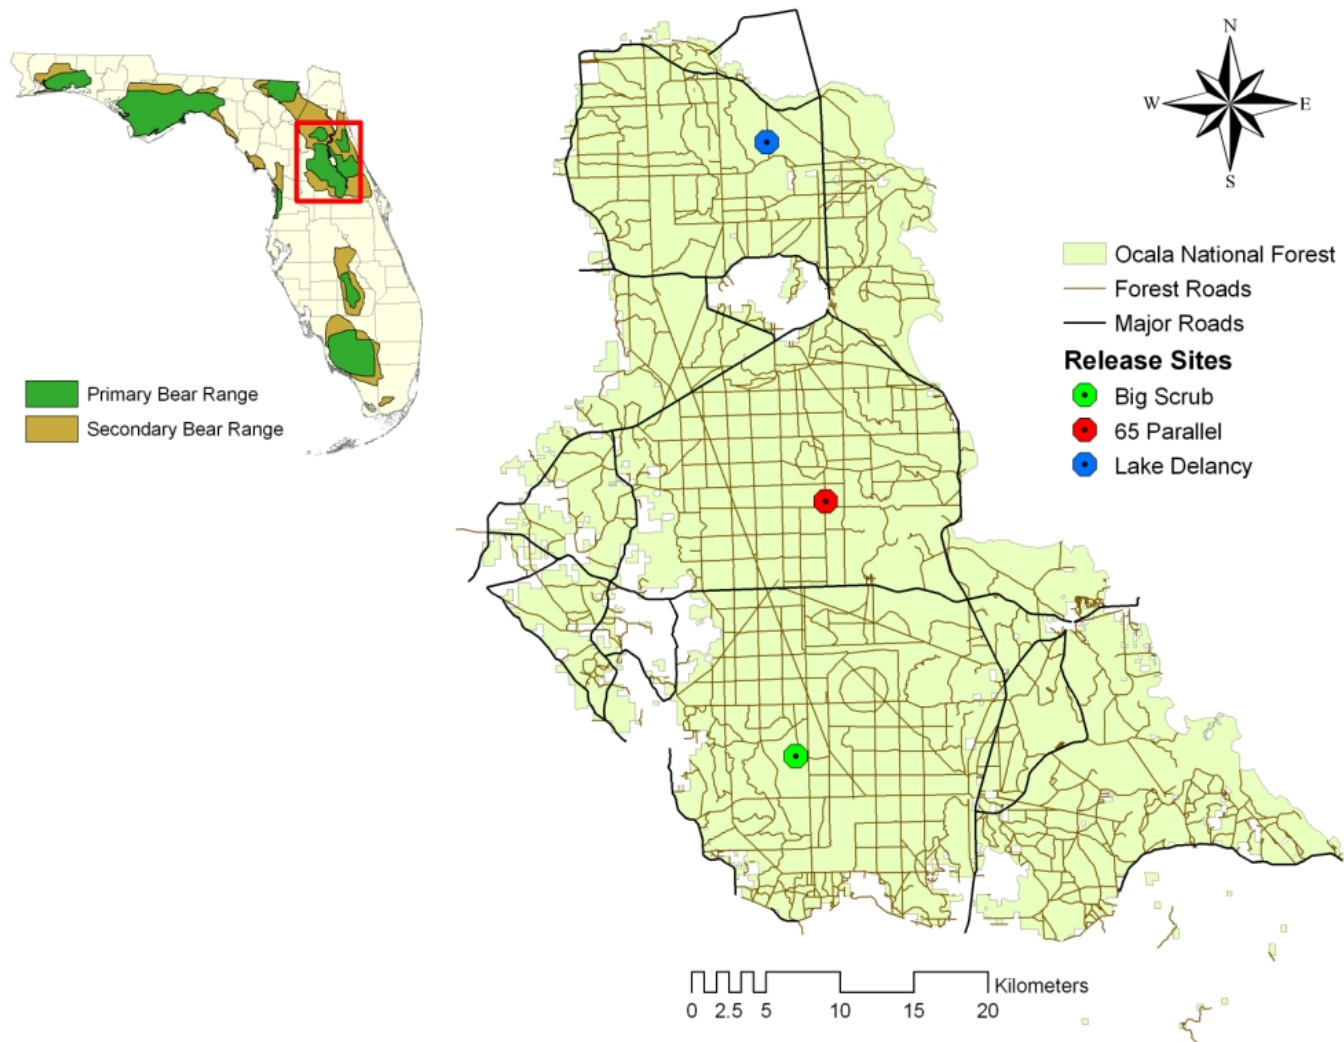 N
W E
S
Ocala National Forest
Forest Roads
Major Roads
Release Sites
Big Scrub
65 Parallel
Lake Delancy
Primary Bear Range
Secondary Bear Range
Kilometers
0 2.5 5 10 15 20